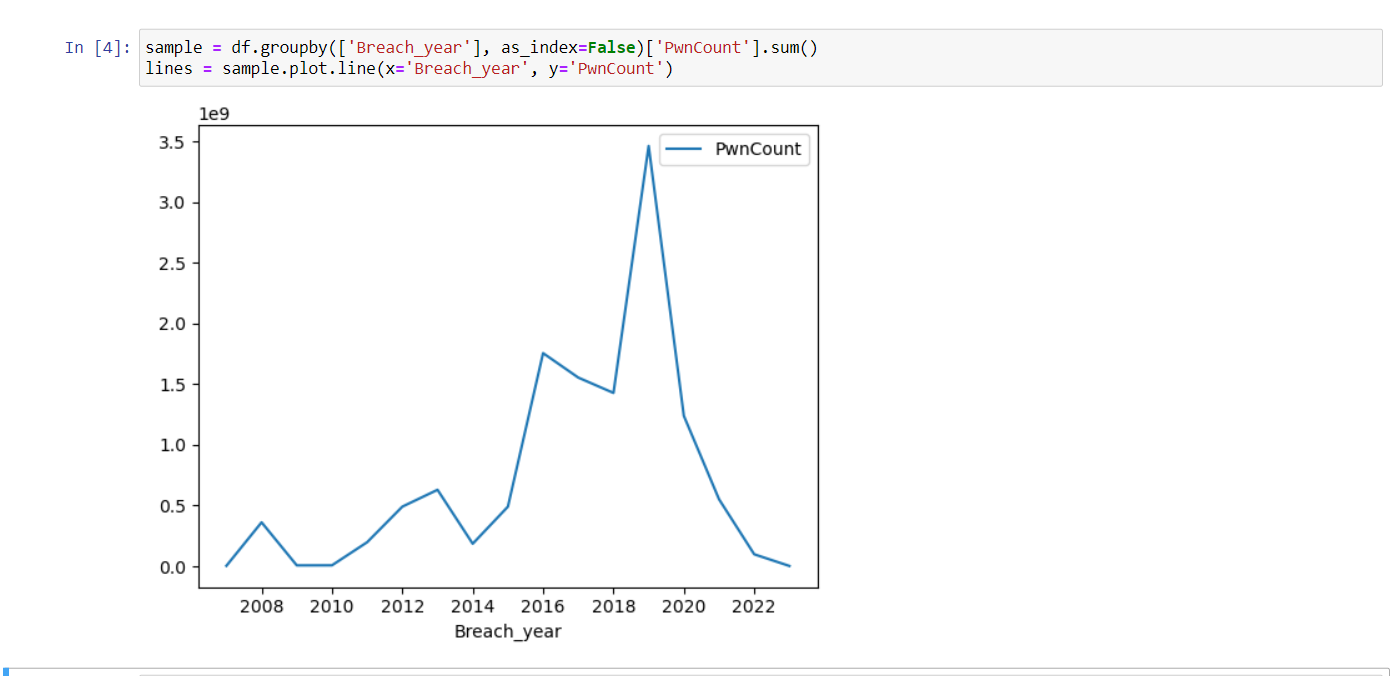 In [4]: sample = df.groupby(['Breach_year'], as_index=False)['PwnCount'].sum()
lines = sample.plot.line(x='Breach_year', y='PwnCount')
1e9
PwnCount
3.5
3.0
2.5
2.0
1.5
1.0
0.5
0.0
2008 2010 2012 2014 2016 2018 2020 2022
Breach_year